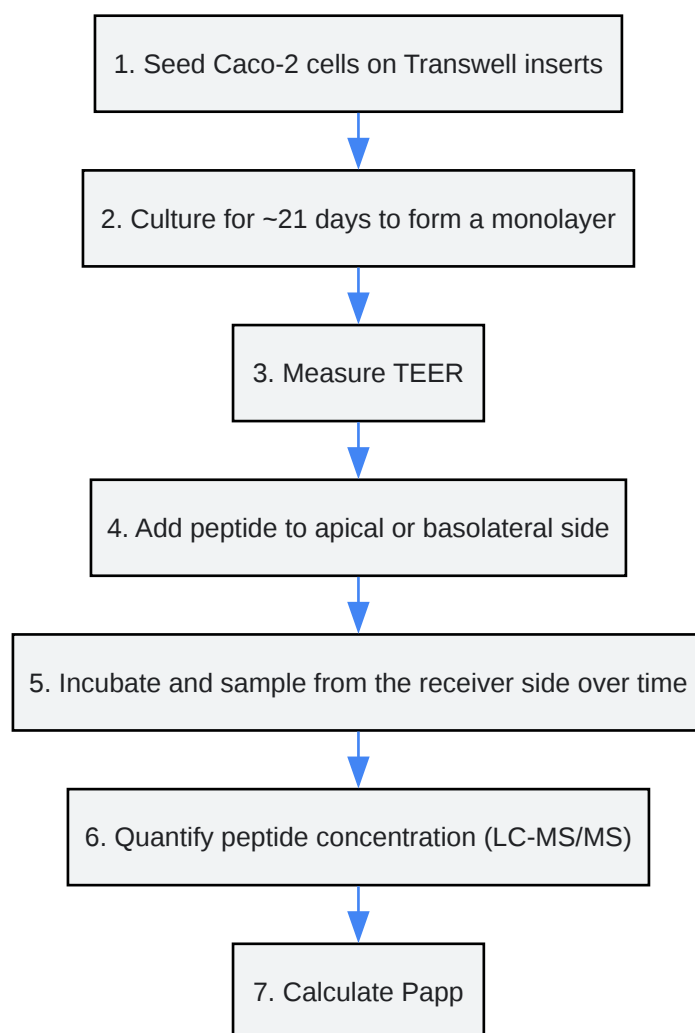 1. Seed Caco-2 cells on Transwell inserts
2. Culture for ~21 days to form a monolayer
3. Measure TEER
4. Add peptide to apical or basolateral side
5. Incubate and sample from the receiver side over time
6. Quantify peptide concentration (LC-MS/MS)
7. Calculate Papp